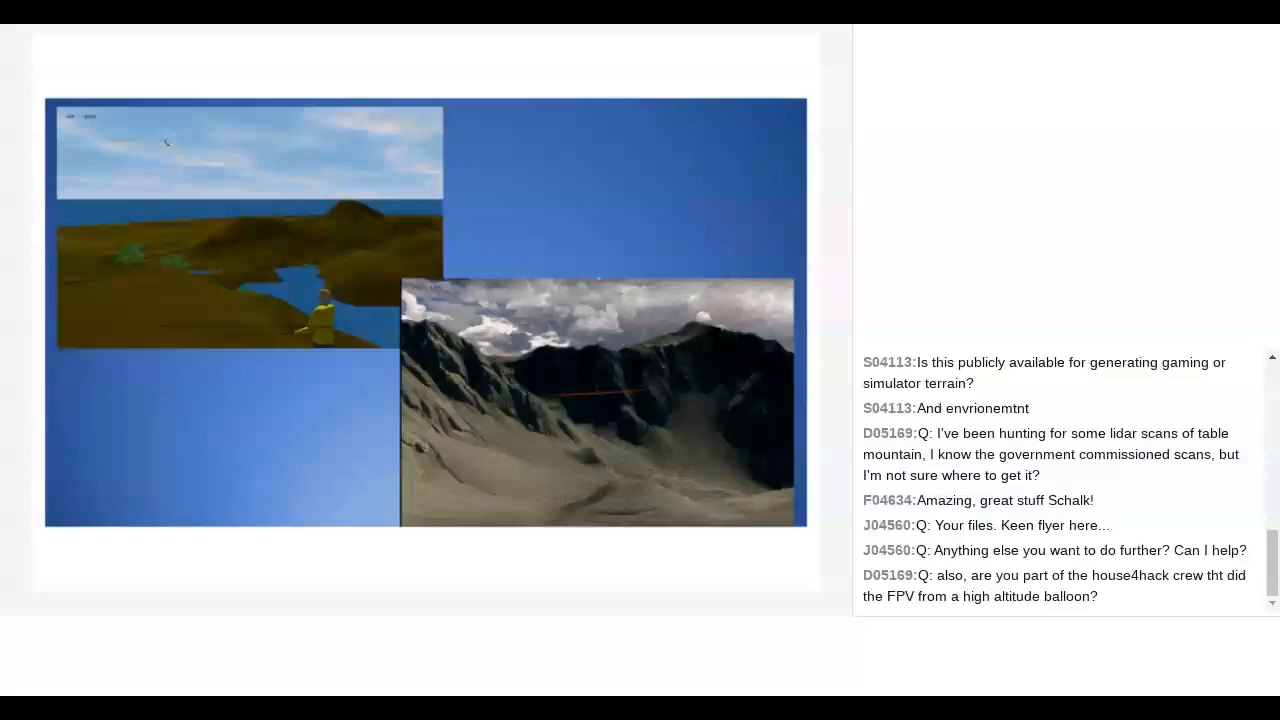 S04113:Is this publicly available for generating gaming or
simulator terrain?
S04113:And envrionemtnt
D05169:Q: I've been hunting for some lidar scans of table
mountain, I know the government commissioned scans, but
I'm not sure where to get it?
F04634:Amazing, great stuff Schalk!
J04560:Q: Your files. Keen flyer here...
J04560:Q: Anything else you want to do further? Can I help?
D05169:Q: also, are you part of the house4hack crew tht did
the FPV from a high altitude balloon?